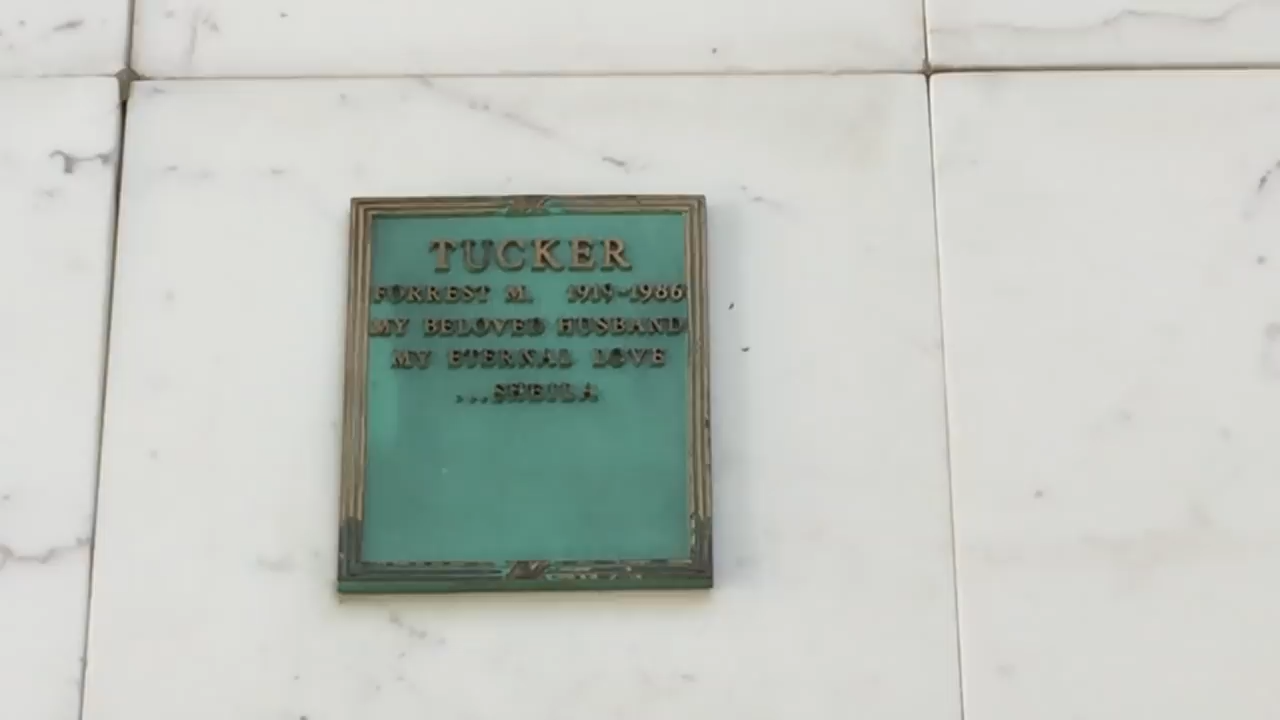 TUCKER
FORREST M. 1919-1986
MY BELOVED HUSBAND
MY ETERNAL LOVE
...SHEILA